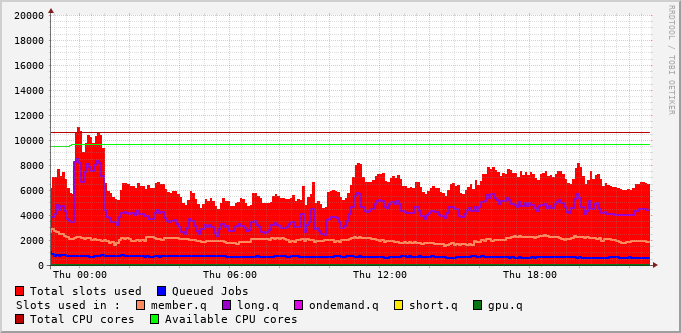 20000
18000
16000
14000
12000
10000
8000
6000
4000
2000
0
Thu 00:00 Thu 06:00 Thu 12:00 Thu 18:00
RRDTOOL / TOBI OETIKER
Total slots used Queued Jobs
Slots used in : member.q long.q ondemand.q short.q gpu.q
Total CPU cores Available CPU cores